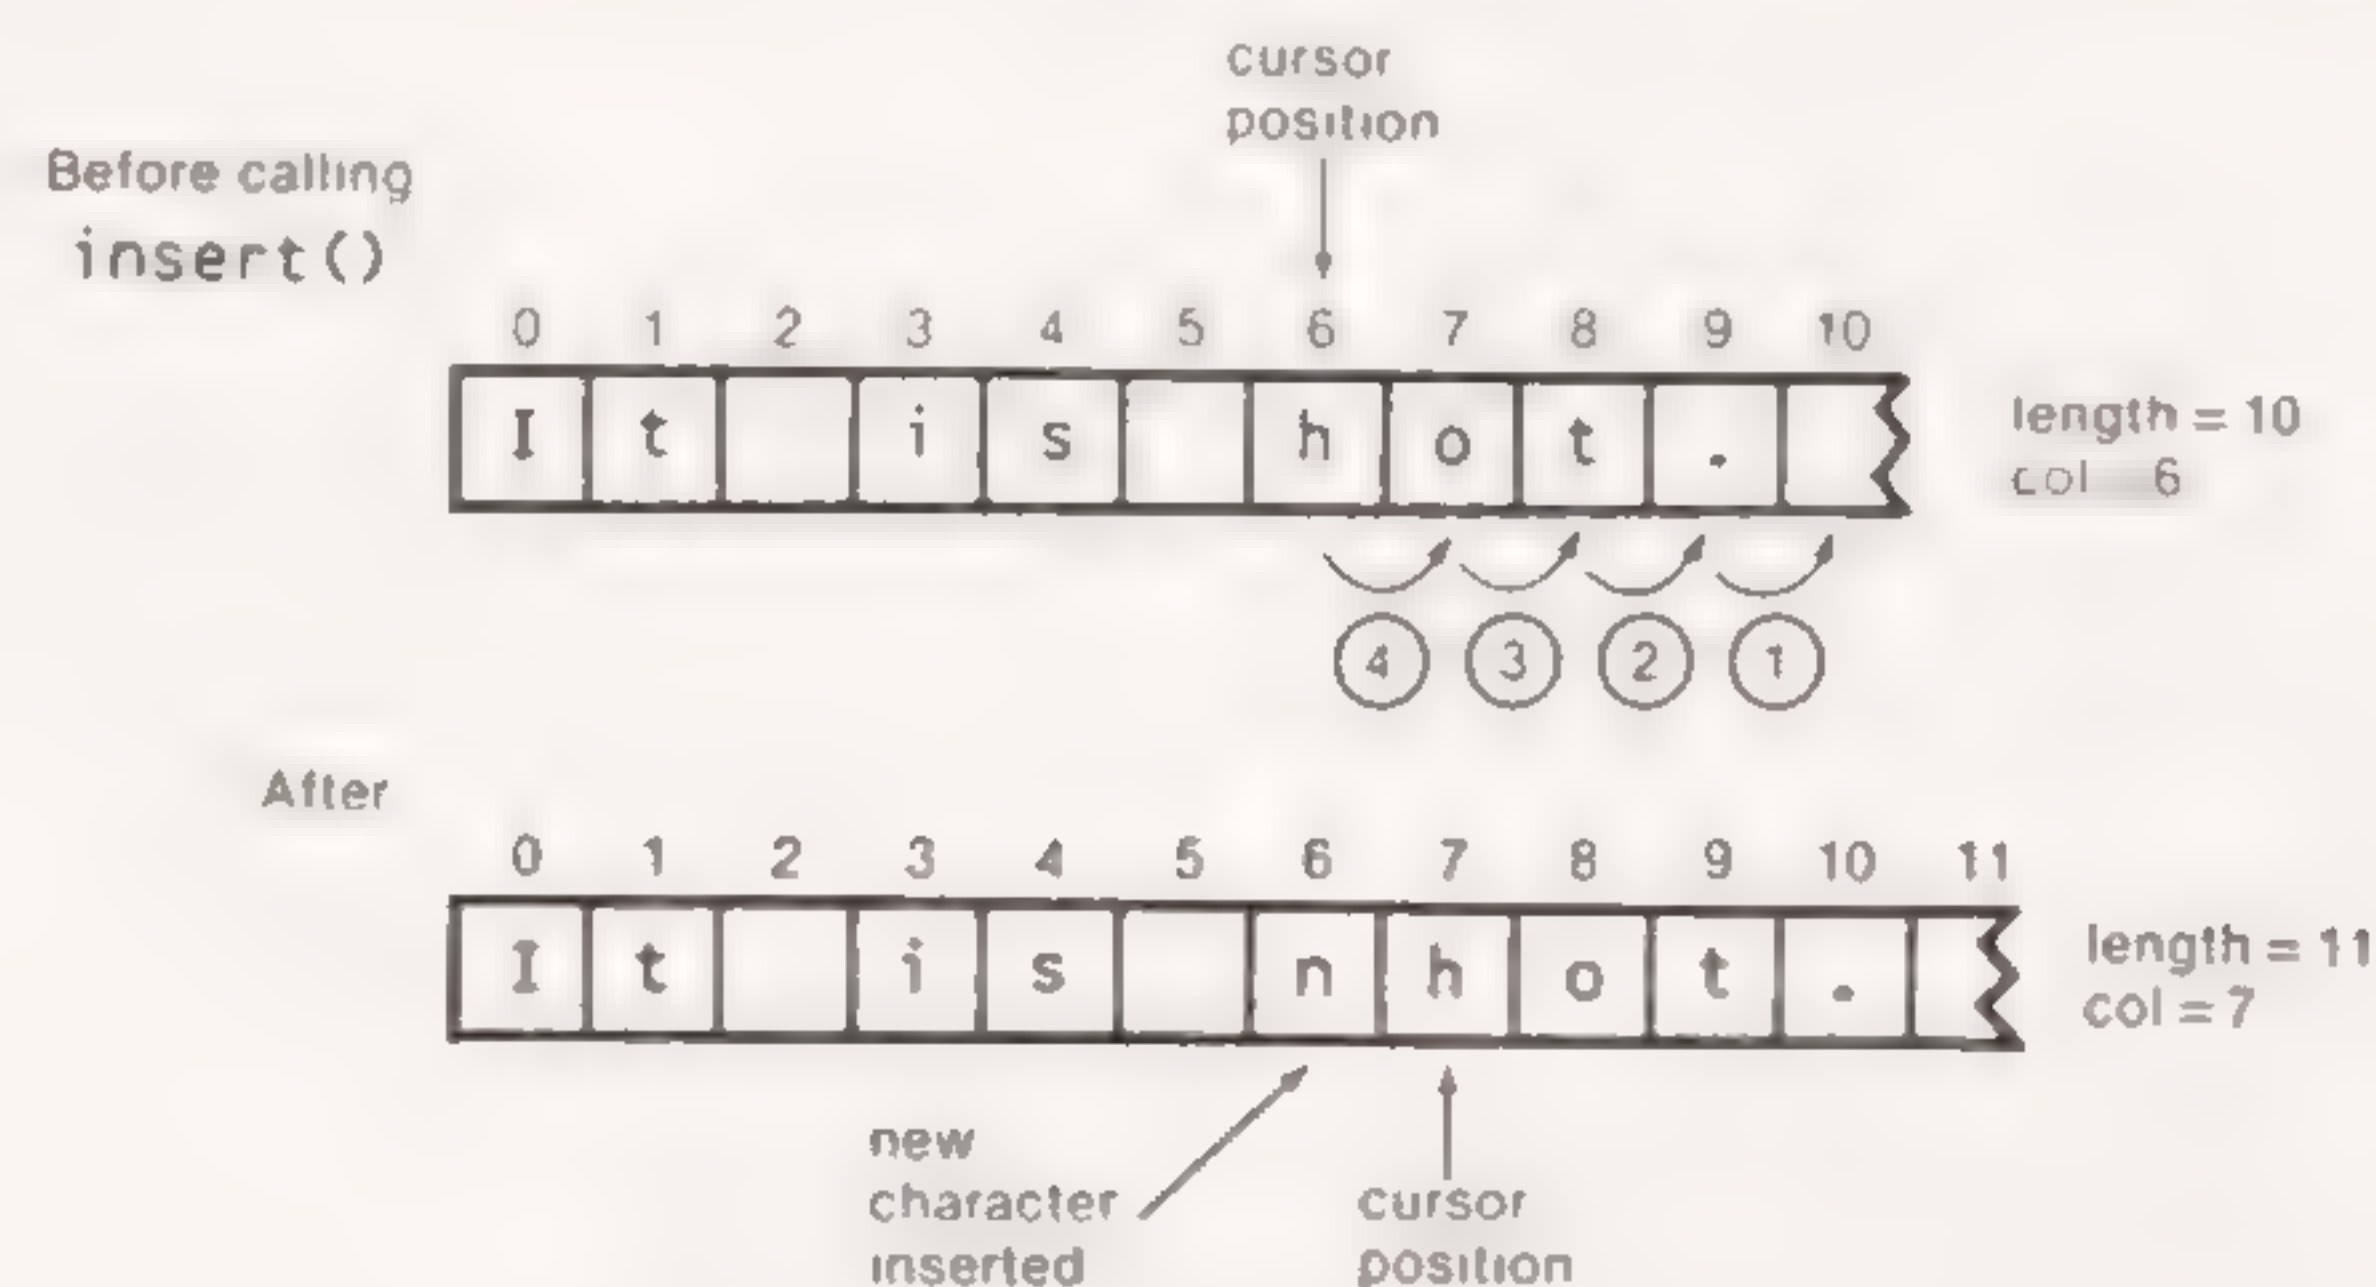 cursor
position
Before calling
insert()
0 1 2 3 4 5 6 7 8 9 10
I t i s h o t .
length = 10
col 6
4 3 2 1
After
0 1 2 3 4 5 6 7 8 9 10 11
I t i s n h o t .
length = 11
col = 7
new
character
inserted
cursor
position